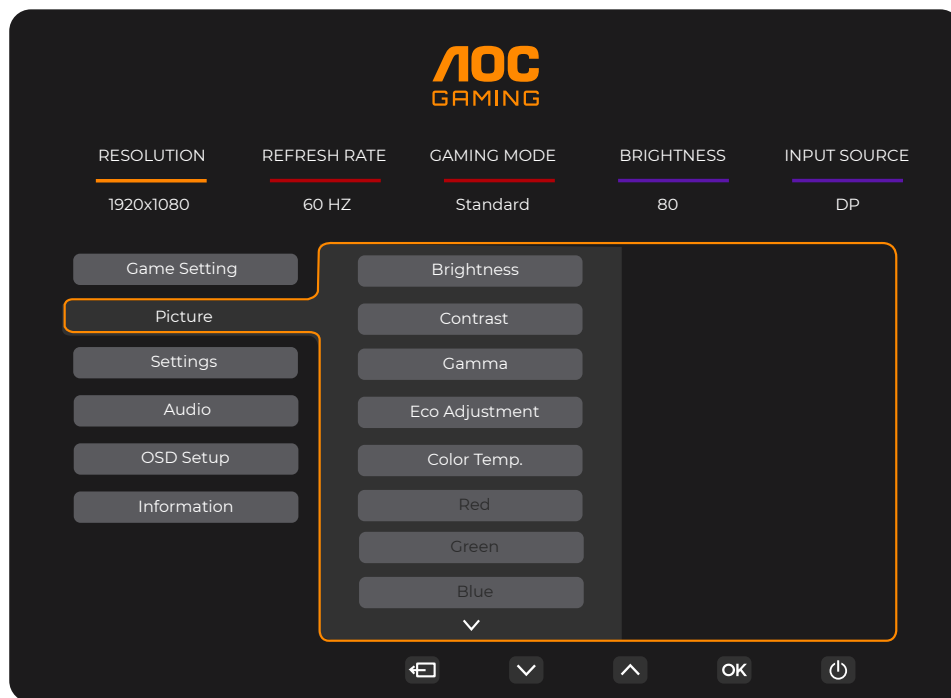 AOC
GAMING
RESOLUTION REFRESH RATE GAMING MODE BRIGHTNESS INPUT SOURCE
1920x1080 60 HZ Standard 80 DP
Game Setting
Picture
Settings
Audio
OSD Setup
Information
Brightness
Contrast
Gamma
Eco Adjustment
Color Temp.
Red
Green
Blue
OK